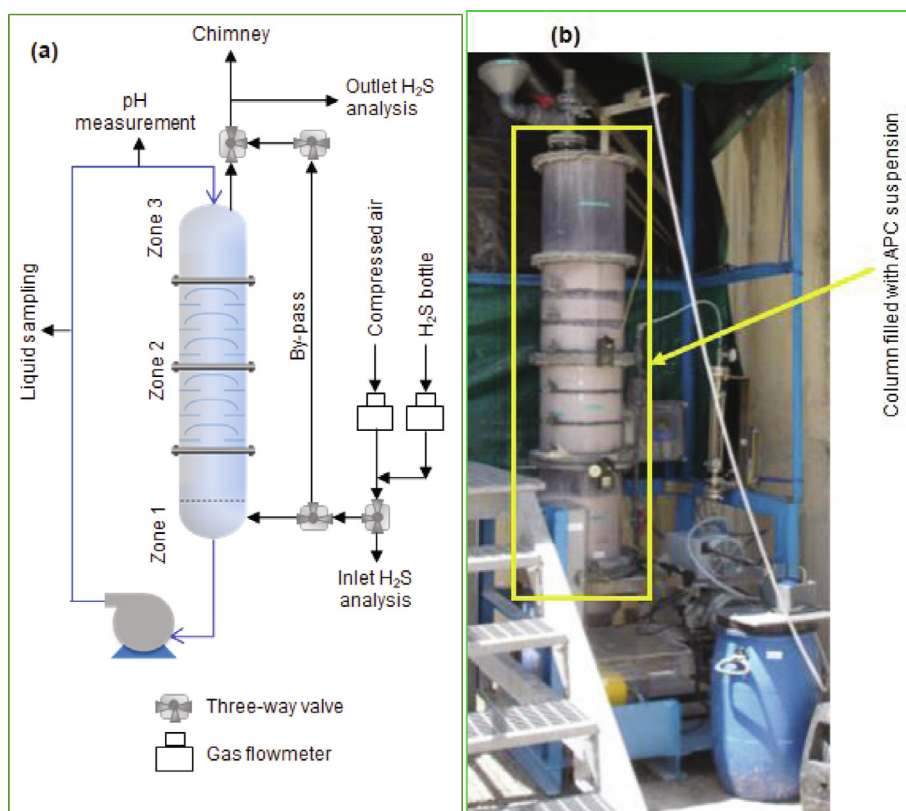 (a)
Chimney
Outlet H₂S
analysis
pH
measurement
Zone 3
Zone 2
Zone 1
Liquid sampling
By-pass
Compressed air
H₂S bottle
Inlet H₂S
analysis
Three-way valve
Gas flowmeter
(b)
Column filled with APC suspension